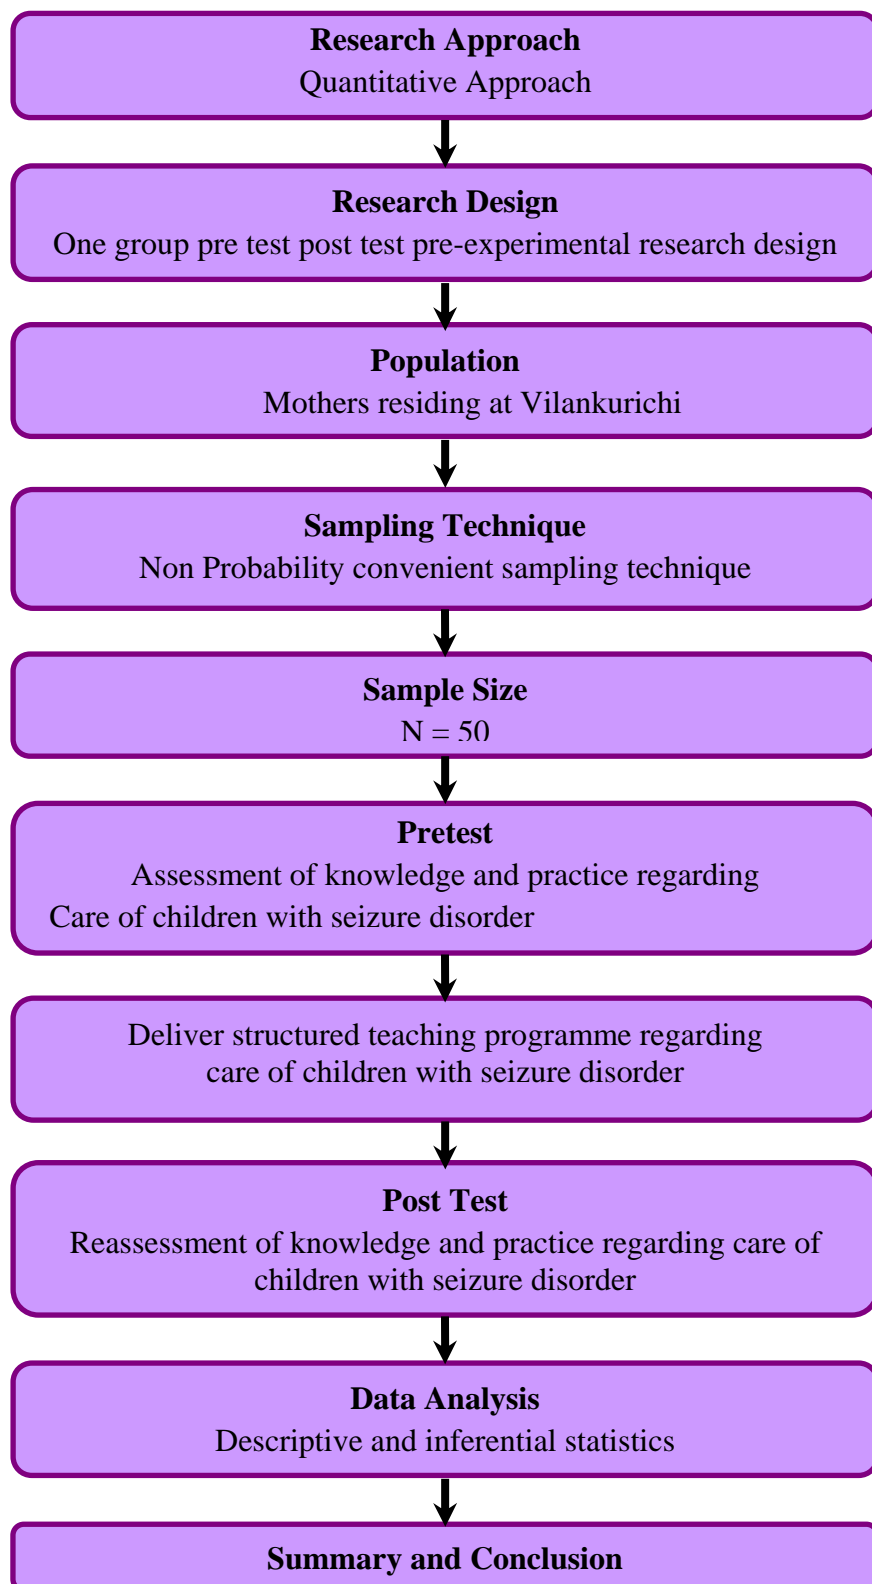 Research Approach
Quantitative Approach
Research Design
One group pre test post test pre-experimental research design
Population
Mothers residing at Vilankurichi
Sampling Technique
Non Probability convenient sampling technique
Sample Size
N = 50
Pretest
Assessment of knowledge and practice regarding
Care of children with seizure disorder
Deliver structured teaching programme regarding
care of children with seizure disorder
Post Test
Reassessment of knowledge and practice regarding care of
children with seizure disorder
Data Analysis
Descriptive and inferential statistics
Summary and Conclusion